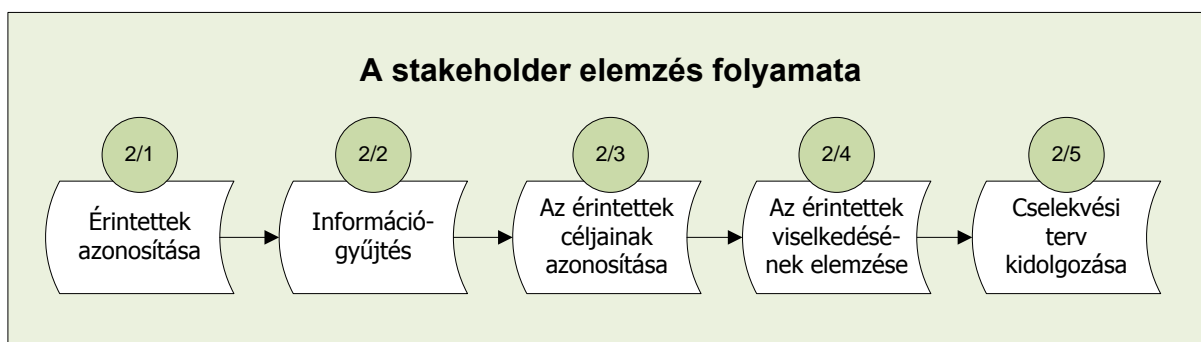 A stakeholder elemzés folyamata
2/1
2/2
2/3
2/4
2/5
Érintettek
azonosítása
Információ-
gyűjtés
Az érintettek
céljainak
azonosítása
Az érintettek
viselkedésé-
nek elemzése
Cselekvési
terv
kidolgozása